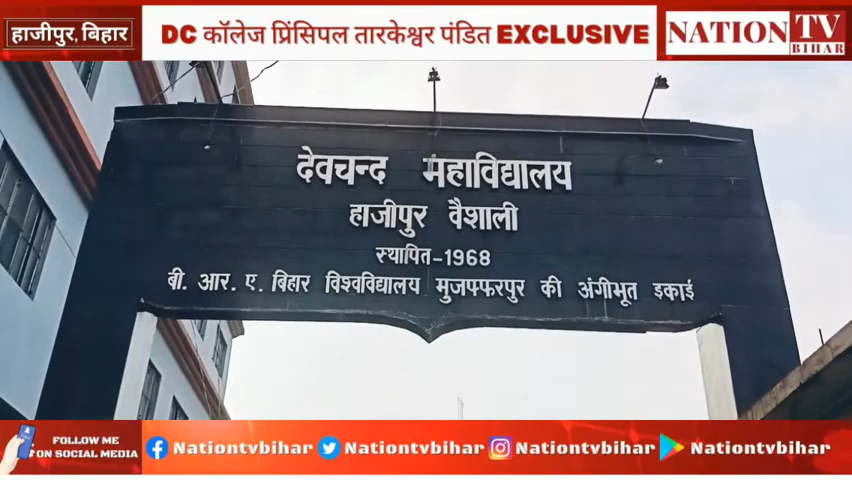 हाजीपुर, बिहार
DC कॉलेज प्रिंसिपल तारकेश्वर पंडित EXCLUSIVE
NATION TV
BIHAR
देवचन्द महाविद्यालय
हाजीपुर वैशाली
स्थापित-1968
बी. आर. ए. बिहार विश्वविद्यालय मुजफ्फरपुर की अंगीभूत इकाई
FOLLOW ME
ON SOCIAL MEDIA
Nationtvbihar Nationtvbihar Nationtvbihar Nationtvbihar